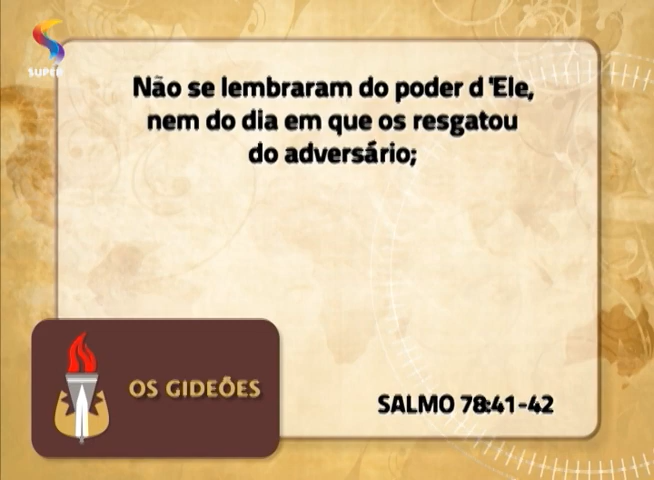 SUPER
Não se lembraram do poder d'Ele,
nem do dia em que os resgatou
do adversário;
OS GIDEÕES
SALMO 78:41-42